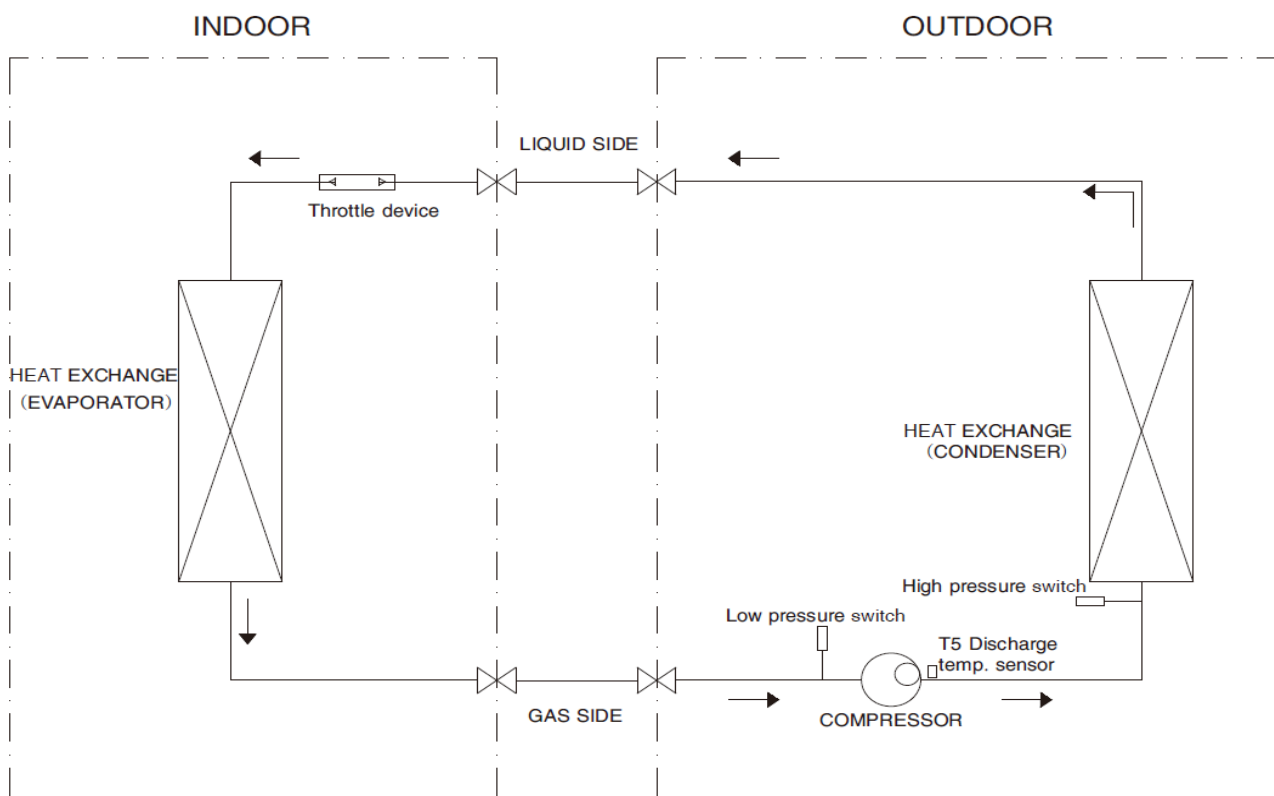 INDOOR
OUTDOOR
LIQUID SIDE
Throttle device
HEAT EXCHANGE
(EVAPORATOR)
HEAT EXCHANGE
(CONDENSER)
High pressure switch
Low pressure switch
T5 Discharge
temp. sensor
GAS SIDE
COMPRESSOR